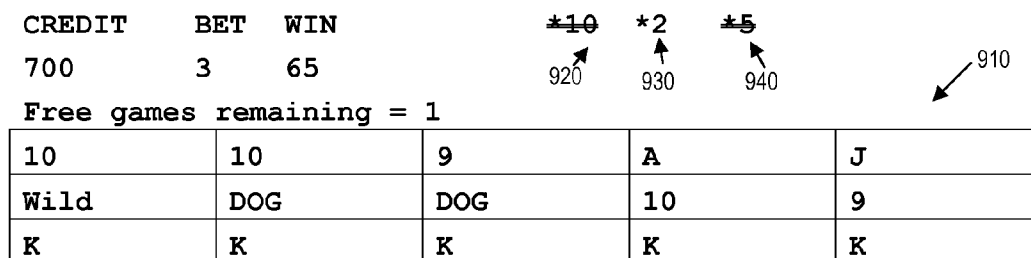 CREDIT BET WIN *10 *2 *5
700 3 65 920 930 940 910
Free games remaining = 1
10 10 9 A J
Wild DOG DOG 10 9
K K K K K